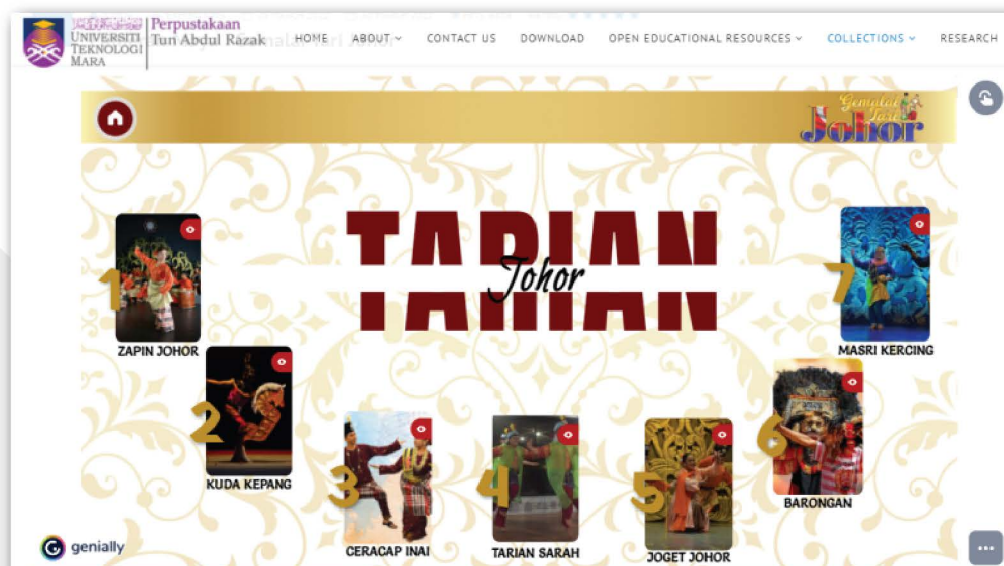 UNIVERSITI
TEKNOLOGI
MARA
Perpustakaan
Tun Abdul Razak
HOME
ABOUT
CONTACT US
DOWNLOAD
OPEN EDUCATIONAL RESOURCES
COLLECTIONS
RESEARCH
Gemalai
Tari
Johor
TARIAN
Johor
TARIAN
1
ZAPIN JOHOR
2
KUDA KEPANG
3
CERACAP INAI
4
TARIAN SARAH
5
JOGET JOHOR
6
BARONGAN
7
MASRI KERCING
genially